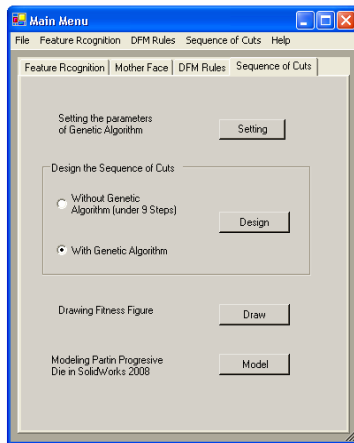 Main Menu
File Feature Rcognition DFM Rules Sequence of Cuts Help
Feature Rcognition Mother Face DFM Rules Sequence of Cuts
Setting the parameters
of Genetic Algorithm
Setting
Design the Sequence of Cuts
Without Genetic
Algorithm (under 9 Steps)
Design
With Genetic Algorithm
Drawing Fitness Figure
Draw
Modeling Partin Progresive
Die in SolidWorks 2008
Model